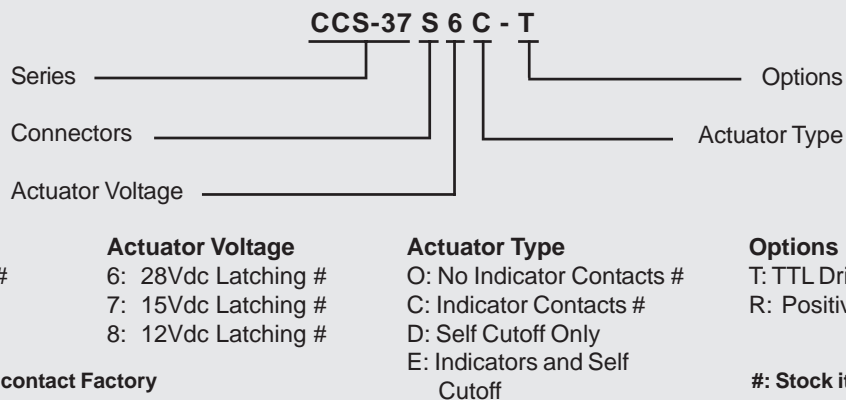 CCS-37 S 6 C - T
Series
Options
Connectors
Actuator Type
Actuator Voltage
Actuator Voltage
Actuator Type
Options
#
6: 28Vdc Latching #
O: No Indicator Contacts #
T: TTL
7: 15Vdc Latching #
C: Indicator Contacts #
R:
8: 12Vdc Latching #
D: Self Cutoff Only
E: Indicators and Self
Cutoff
contact Factory
#: Stock